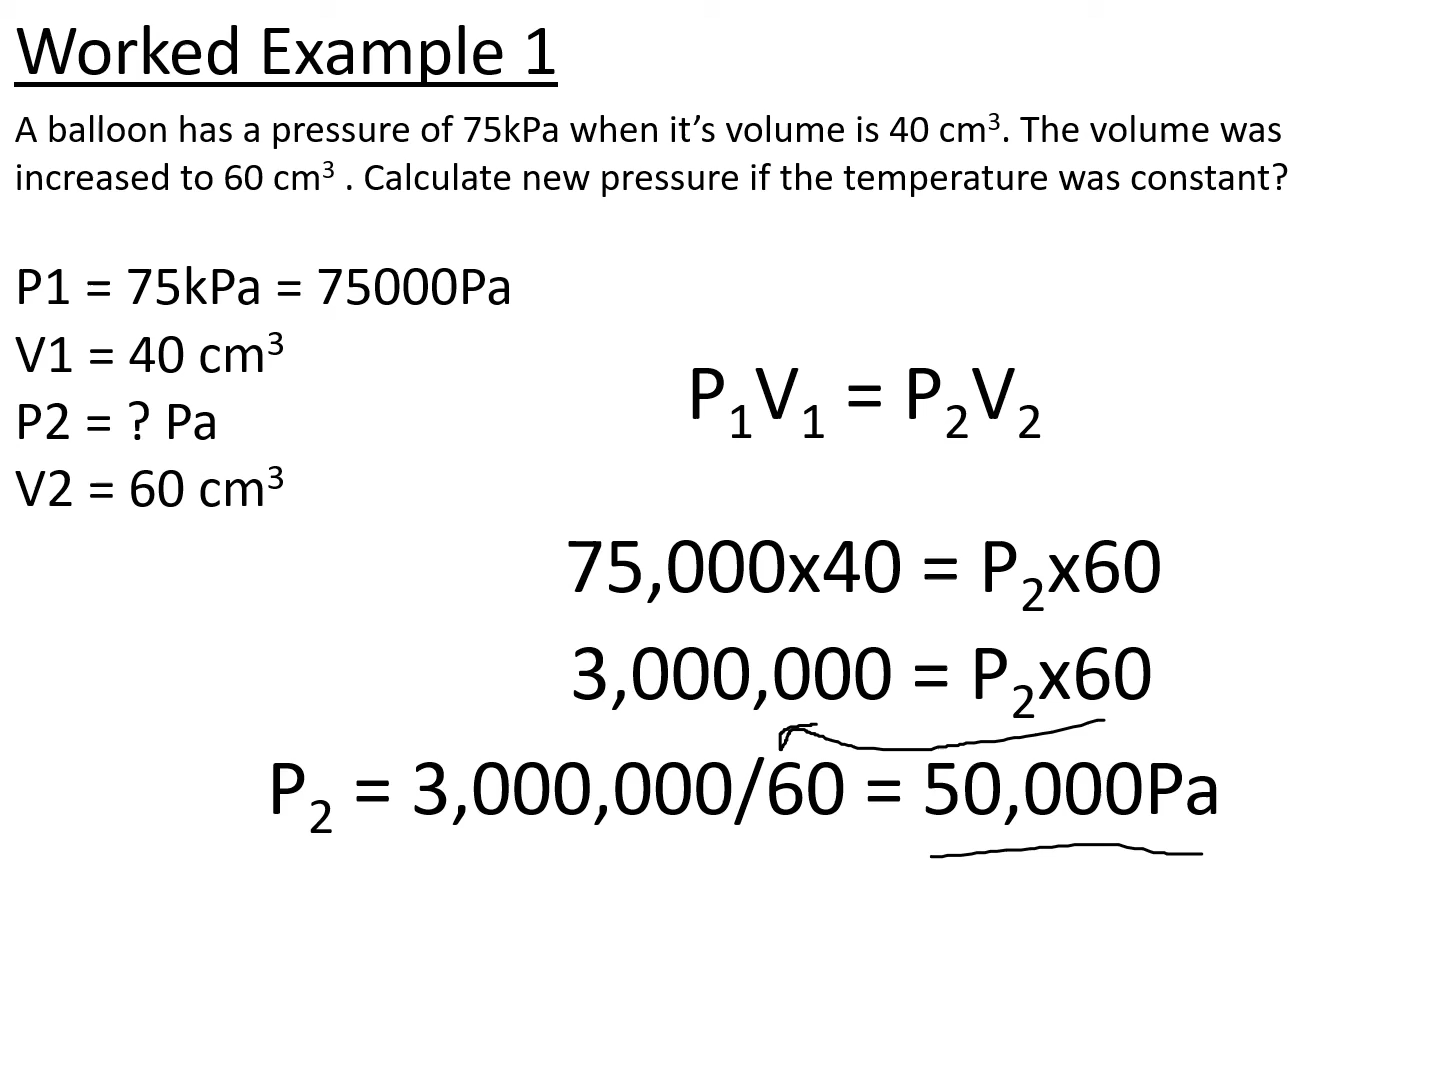 Worked Example 1
A balloon has a pressure of 75kPa when it’s volume is 40 cm³. The volume was
increased to 60 cm³ . Calculate new pressure if the temperature was constant?
P1 = 75kPa = 75000Pa
V1 = 40 cm³
P2 = ? Pa
V2 = 60 cm³
P₁V₁ = P₂V₂
75,000x40 = P₂x60
3,000,000 = P₂x60
P₂ = 3,000,000/60 = 50,000Pa